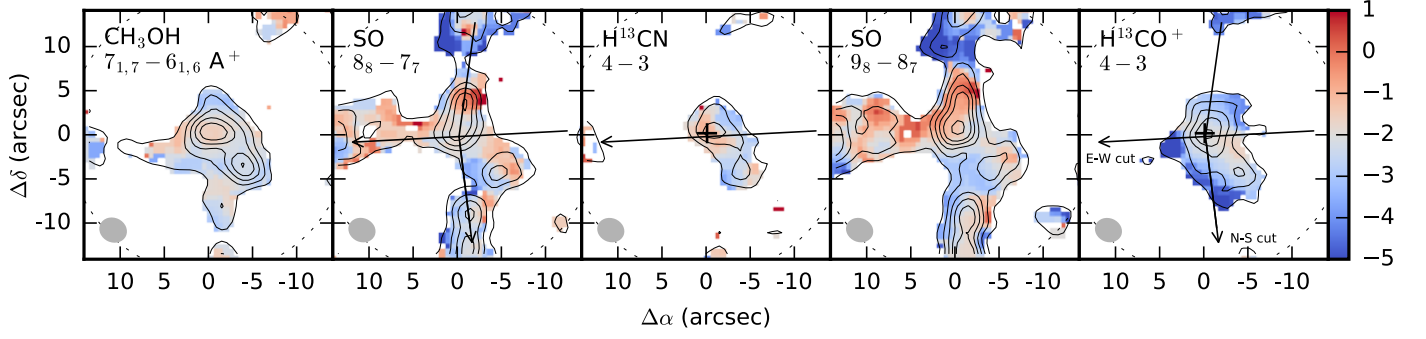 CH₃OH
7₁,₇ − 6₁,₆ A⁺
SO
8₈ − 7₇
H¹³CN
4 − 3
SO
9₈ − 8₇
H¹³CO⁺
4 − 3
E-W cut
N-S cut
10
5
0
-5
-10
Δδ (arcsec)
10 5 0 -5 -10
10 5 0 -5 -10
10 5 0 -5 -10
10 5 0 -5 -10
10 5 0 -5 -10
Δα (arcsec)
1
0
−1
−2
−3
−4
−5